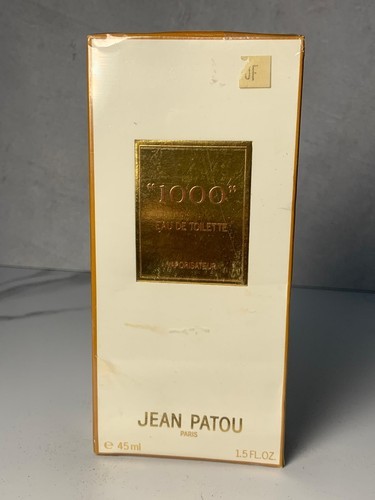 JF
"1000"
EAU DE TOILETTE
VAPORISATEUR
JEAN PATOU
PARIS
℮ 45 ml
1.5 FL.OZ.